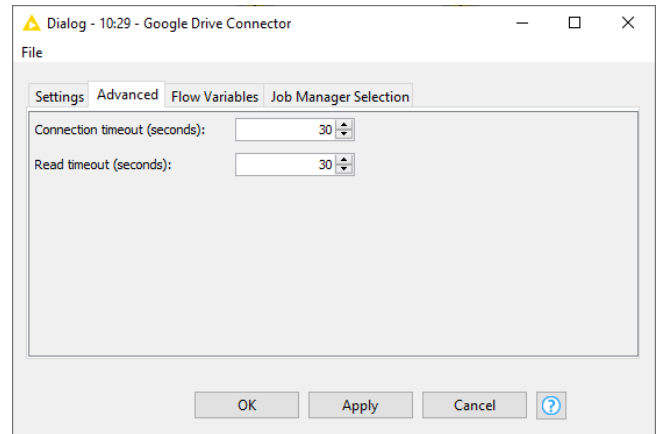 Dialog - 10:29 - Google Drive Connector
File
Settings Advanced Flow Variables Job Manager Selection
Connection timeout (seconds): 30
Read timeout (seconds): 30
OK Apply Cancel ?